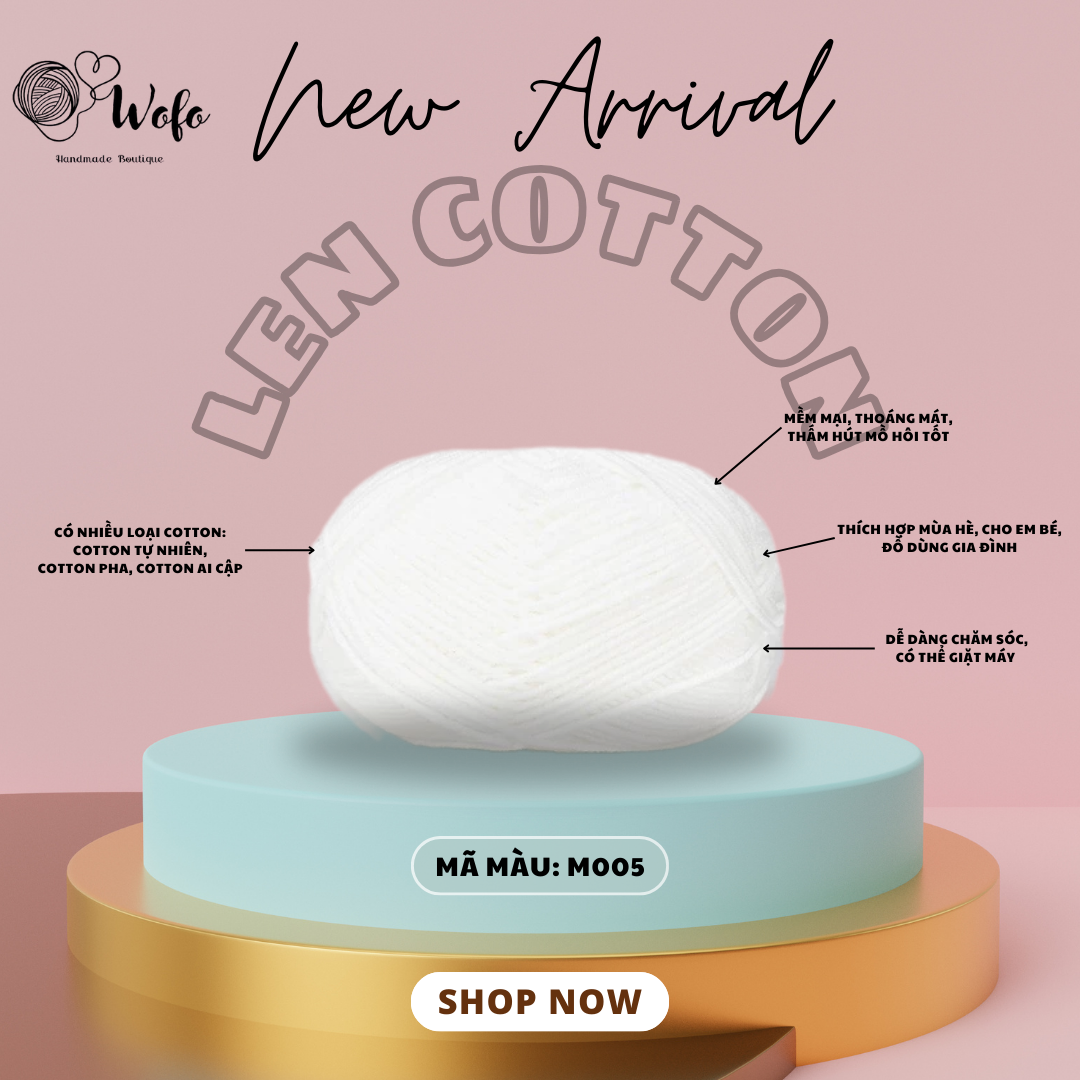 Wofo
Handmade Boutique
New Arrival
LEN COTTON
MỀM MẠI, THOÁNG MÁT,
THẤM HÚT MỒ HÔI TỐT
CÓ NHIỀU LOẠI COTTON:
COTTON TỰ NHIÊN,
COTTON PHA, COTTON AI CẬP
THÍCH HỢP MÙA HÈ, CHO EM BÉ,
ĐỒ DÙNG GIA ĐÌNH
DỄ DÀNG CHĂM SÓC,
CÓ THỂ GIẶT MÁY
MÃ MÀU: M005
SHOP NOW